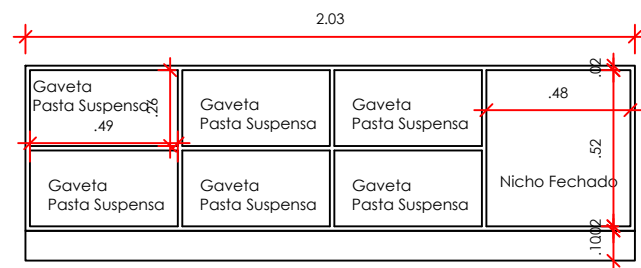 2.03
.02
Gaveta
Pasta Suspensa
.26
.49
Gaveta
Pasta Suspensa
Gaveta
Pasta Suspensa
.48
.52
Gaveta
Pasta Suspensa
Gaveta
Pasta Suspensa
Gaveta
Pasta Suspensa
Nicho Fechado
.02
.10